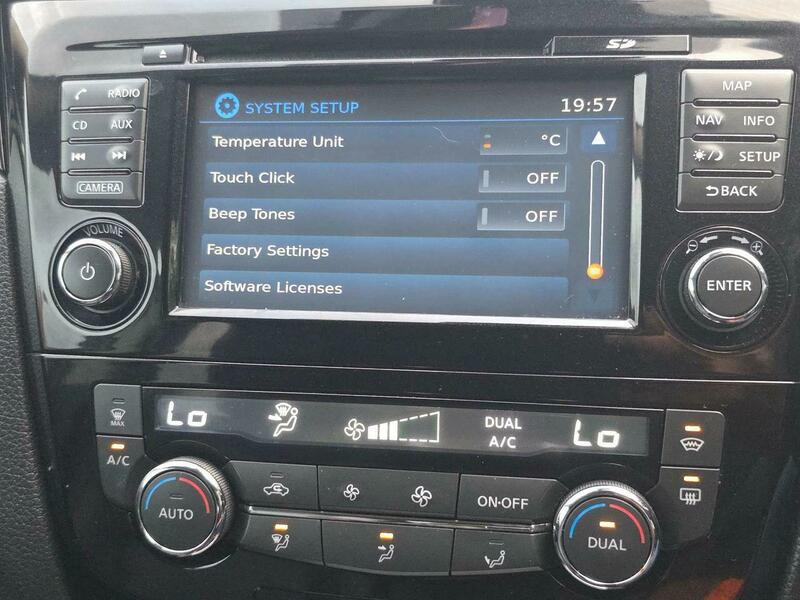 SD
RADIO
CD AUX
CAMERA
VOLUME
SYSTEM SETUP 19:57
Temperature Unit °C
Touch Click OFF
Beep Tones OFF
Factory Settings
Software Licenses
MAP
NAV INFO
SETUP
BACK
ENTER
MAX
A/C
Lo
DUAL
A/C
Lo
AUTO
ON·OFF
DUAL